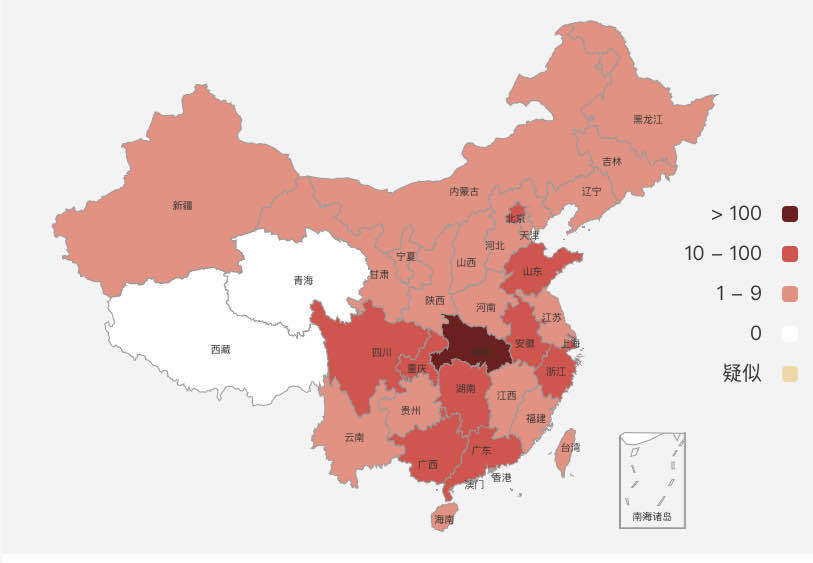 黑龙江
吉林
辽宁
内蒙古
新疆
北京
天津
河北
山西
宁夏
甘肃
青海
山东
陕西
河南
江苏
西藏
四川
重庆
安徽
上海
浙江
湖南
江西
贵州
福建
云南
广西
广东
台湾
澳门
香港
海南
南海诸岛
> 100
10 – 100
1 – 9
0
疑似